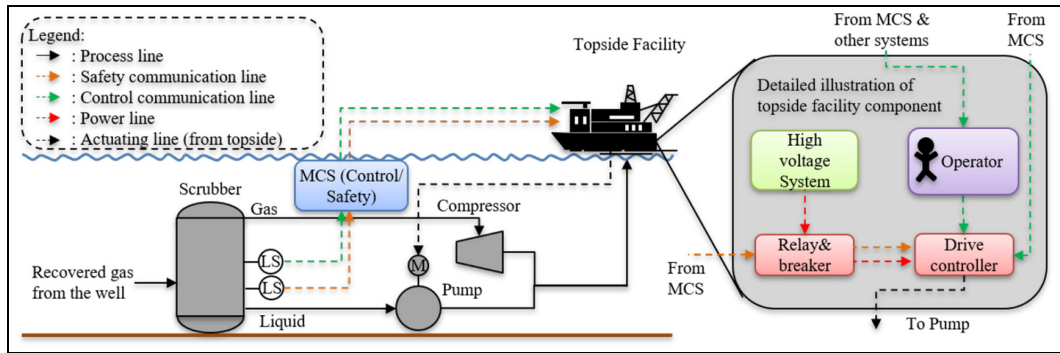 Legend:
: Process line
: Safety communication line
: Control communication line
: Power line
: Actuating line (from topside)
Topside Facility
From MCS &
other systems
From
MCS
Detailed illustration of
topside facility component
High
voltage
System
Operator
Relay&
breaker
Drive
controller
From
MCS
To Pump
MCS (Control/
Safety)
Scrubber
Gas
Compressor
LS
LS
M
Recovered gas
from the well
Pump
Liquid